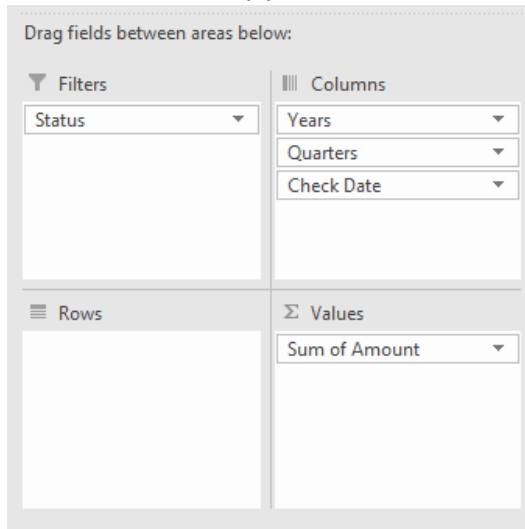 Drag fields between areas below:
Filters
Columns
Status
Years
Quarters
Check Date
Rows
Σ Values
Sum of Amount